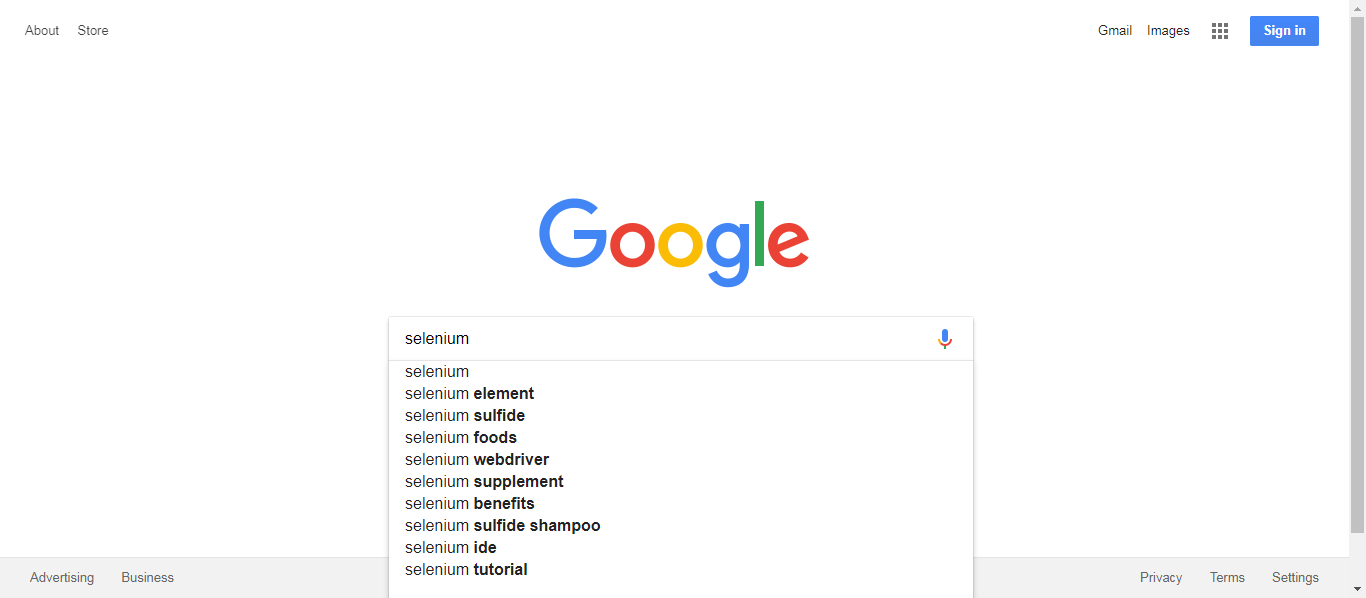 About Store Gmail Images Sign in
Google
selenium
selenium
selenium element
selenium sulfide
selenium foods
selenium webdriver
selenium supplement
selenium benefits
selenium sulfide shampoo
selenium ide
selenium tutorial
Advertising Business Privacy Terms Settings